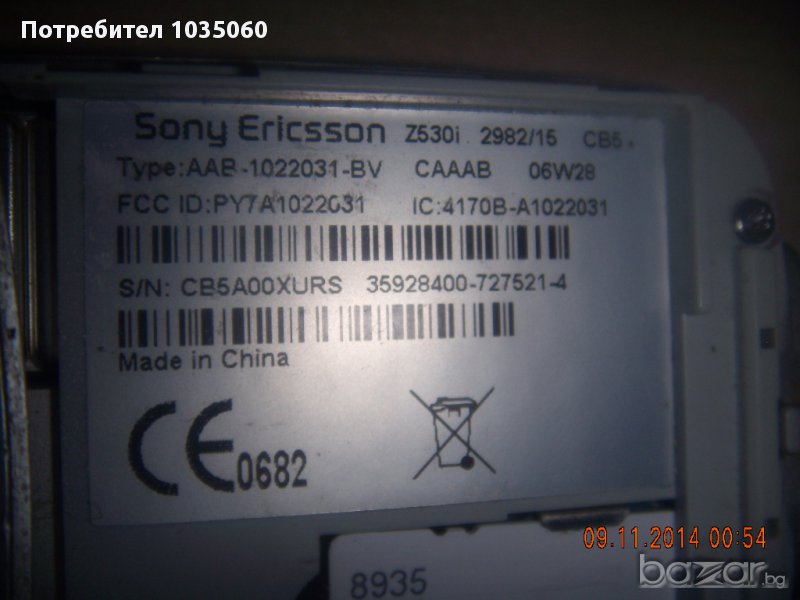 Потребител 1035060
Sony Ericsson Z530i 2982/15 CB5
Type:AAB-1022031-BV CAAAB 06W28
FCC ID:PY7A1022031 IC:4170B-A1022031
S/N: CB5A00XURS 35928400-727521-4
Made in China
CE0682
09.11.2014 00:54
8935
bazar.bg